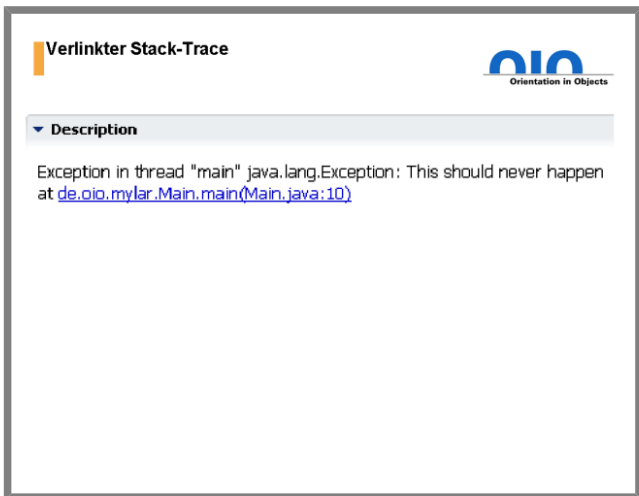 Verlinkter Stack-Trace
OIO
Orientation in Objects
Description
Exception in thread "main" java.lang.Exception: This should never happen
at de.oio.mylar.Main.main(Main.java:10)